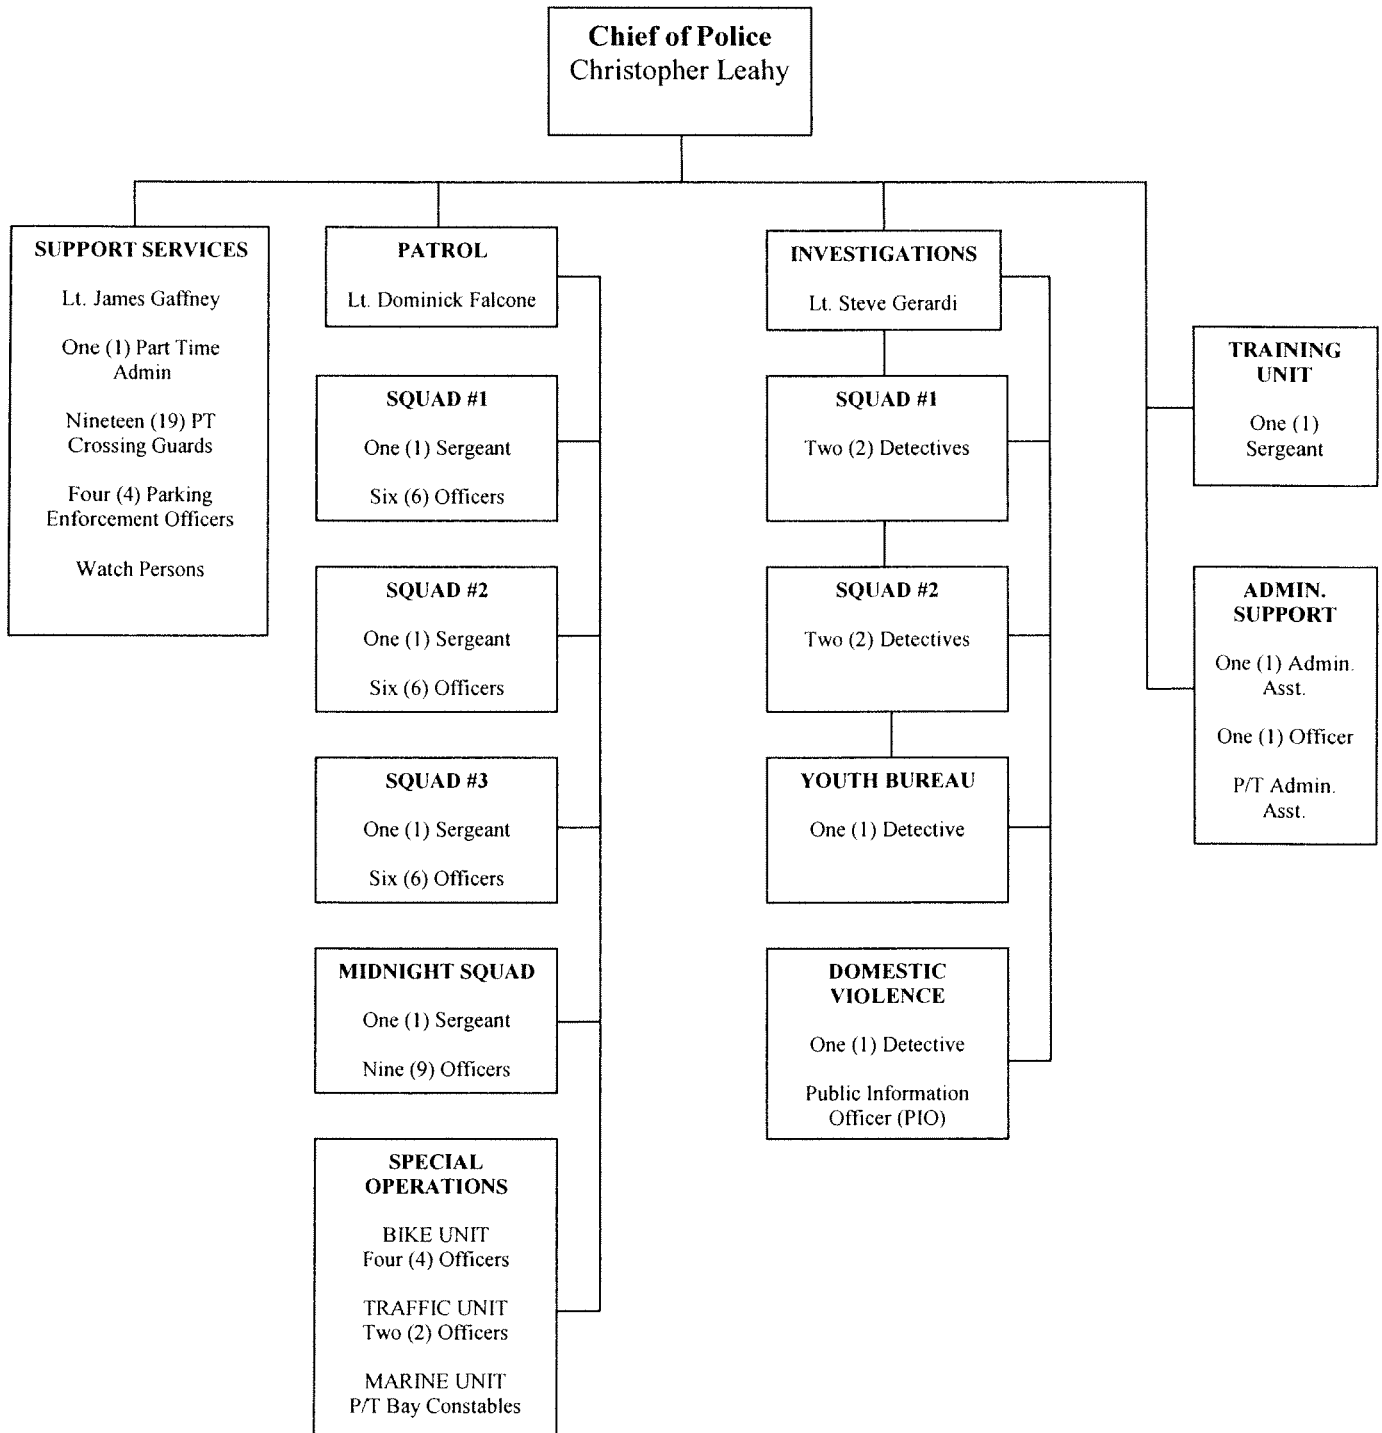 Chief of Police
Christopher Leahy
SUPPORT SERVICES
Lt. James Gaffney
One (1) Part Time
Admin
Nineteen (19) PT
Crossing Guards
Four (4) Parking
Enforcement Officers
Watch Persons
PATROL
Lt. Dominick Falcone
SQUAD #1
One (1) Sergeant
Six (6) Officers
SQUAD #2
One (1) Sergeant
Six (6) Officers
SQUAD #3
One (1) Sergeant
Six (6) Officers
MIDNIGHT SQUAD
One (1) Sergeant
Nine (9) Officers
SPECIAL
OPERATIONS
BIKE UNIT
Four (4) Officers
TRAFFIC UNIT
Two (2) Officers
MARINE UNIT
P/T Bay Constables
INVESTIGATIONS
Lt. Steve Gerardi
SQUAD #1
Two (2) Detectives
SQUAD #2
Two (2) Detectives
YOUTH BUREAU
One (1) Detective
DOMESTIC
VIOLENCE
One (1) Detective
Public Information
Officer (PIO)
TRAINING
UNIT
One (1)
Sergeant
ADMIN.
SUPPORT
One (1) Admin.
Asst.
One (1) Officer
P/T Admin.
Asst.